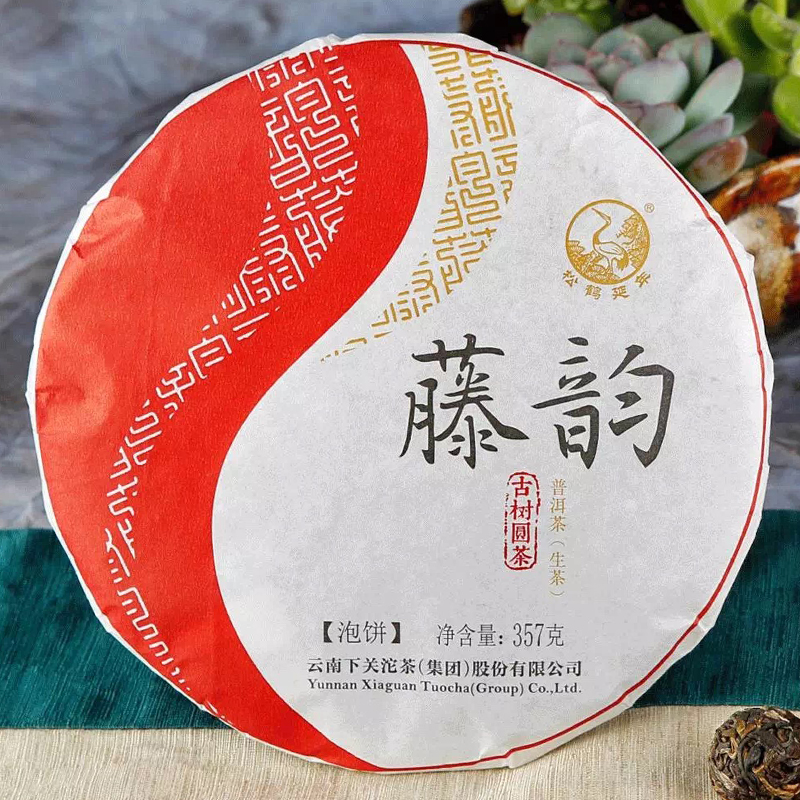 ®
松鹤延年
藤韵
古树圆茶
普洱茶（生茶）
【泡饼】 净含量: 357克
云南下关沱茶(集团)股份有限公司
Yunnan Xiaguan Tuocha(Group) Co.,Ltd.